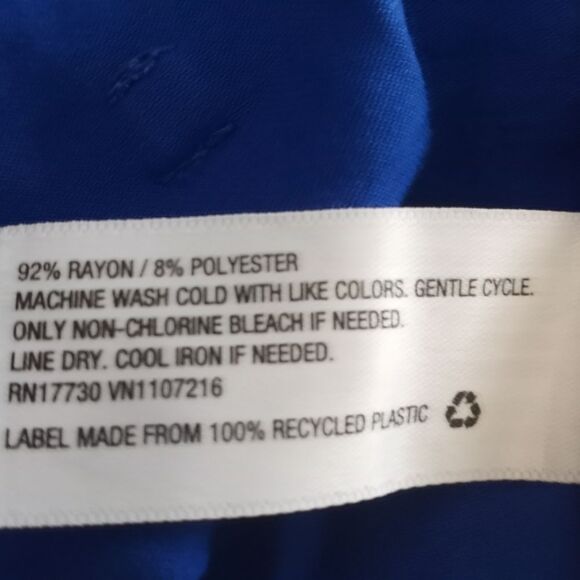 92% RAYON / 8% POLYESTER
MACHINE WASH COLD WITH LIKE COLORS. GENTLE CYCLE.
ONLY NON-CHLORINE BLEACH IF NEEDED.
LINE DRY. COOL IRON IF NEEDED.
RN17730 VN1107216
LABEL MADE FROM 100% RECYCLED PLASTIC